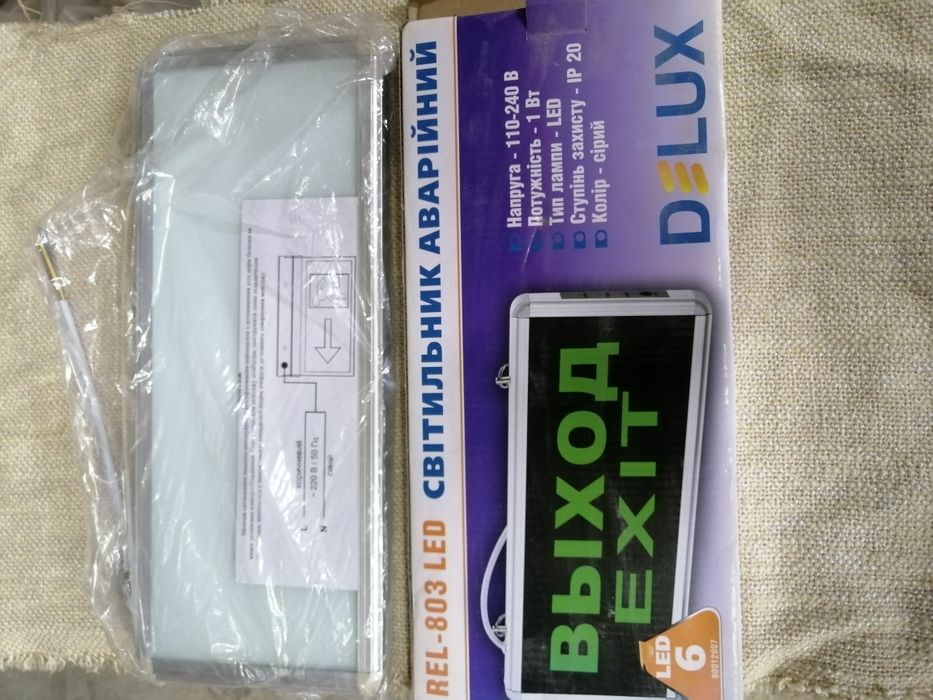 REL-803 LED СВІТИЛЬНИК АВАРІЙНИЙ
Напруга - 110-240 В
Потужність - 1 Вт
Тип лампи - LED
Ступінь захисту - IP 20
Колір - сірий
DELUX
ВЫХОД
EXIT
LED
6
90012007
L
коричневий
~ 220 В / 50 Гц
N
синій